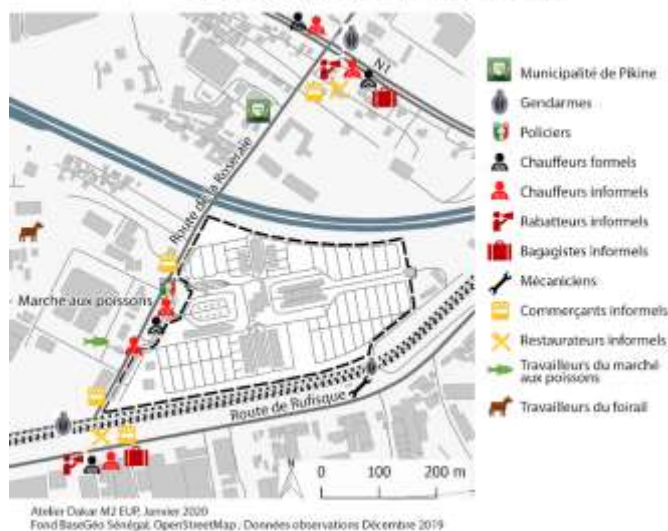 N1
Municipalité de Pikine
Gendarmes
Policiers
Chauffeurs formels
Chauffeurs informels
Rabatteurs informels
Bagagistes informels
Mécaniciens
Commerçants informels
Restaurateurs informels
Travailleurs du marché
aux poissons
Travailleurs du foirail
Route de la Roseraie
Marche aux poissons
Route de Rufisque
N
0 100 200 m
Atelier Dakar M2 EUP, Janvier 2020
Fond BaseGéo Sénégal, OpenStreetMap , Données observations Décembre 2019